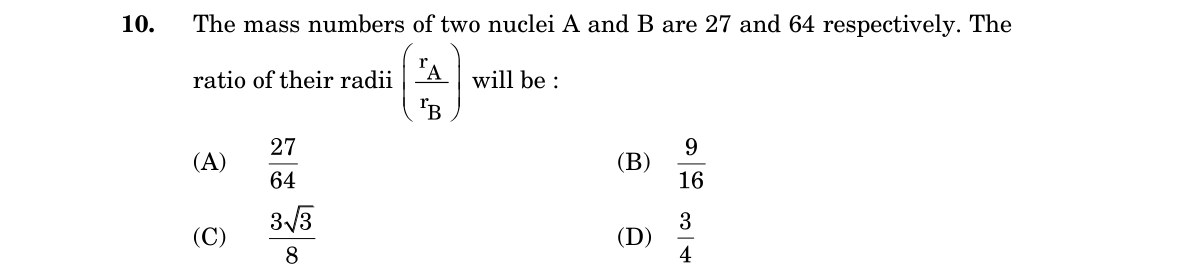 10. The mass numbers of two nuclei A and B are 27 and 64 respectively. The
ratio of their radii (r_A / r_B) will be :
(A) 27/64 (B) 9/16
(C) 3√3/8 (D) 3/4